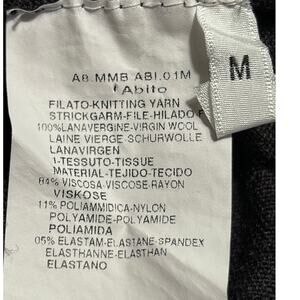 A8.MMB ABI.01M
1 Abito
FILATO-KNITTING YARN
STRICKGARM-FILE-HILADO F
100%LANAVERGINE-VIRGIN WOOL
LAINE VIERGE SCHURWOLLE
LANAVIRGEN
I-TESSUTO-TISSUE
MATERIAL-TEJIDO-TECIDO
84% VISCOSA-VISCOSE-RAYON
VISKOSE
11% POLIAMMIDICA-NYLON
POLYAMIDE-POLYAMIDE
POLIAMIDA
05% ELASTAM-ELASTANE-SPANDEX
ELASTHANNE-ELASTHAN
ELASTANO
M